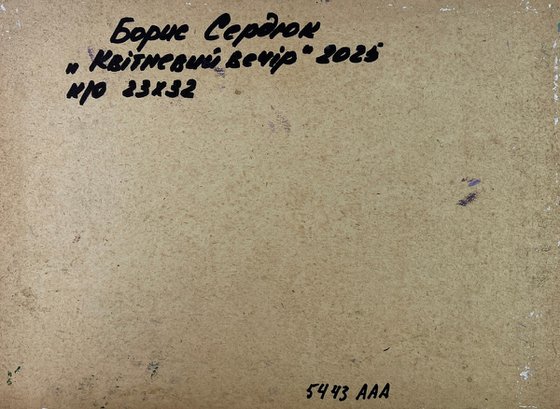 Борис Сердюк
„Квітневий вечір" 2025
к/о 23х32
5443 ААА